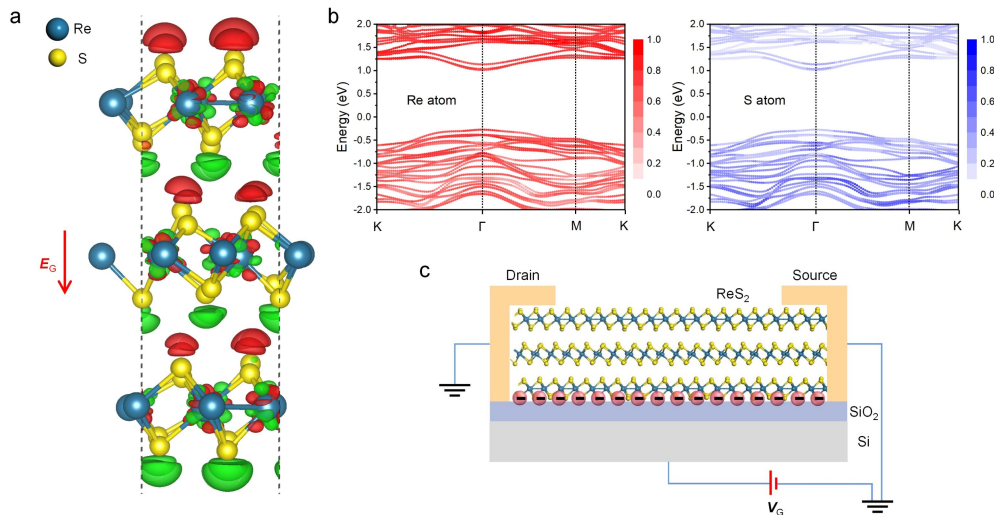 a
Re
S
E_G
b
2.0
1.5
1.0
0.5
0.0
-0.5
-1.0
-1.5
-2.0
Energy (eV)
Re atom
K Γ M K
1.0
0.8
0.6
0.4
0.2
0.0
2.0
1.5
1.0
0.5
0.0
-0.5
-1.0
-1.5
-2.0
Energy (eV)
S atom
K Γ M K
1.0
0.8
0.6
0.4
0.2
0.0
c
Drain
Source
ReS₂
SiO₂
Si
V_G